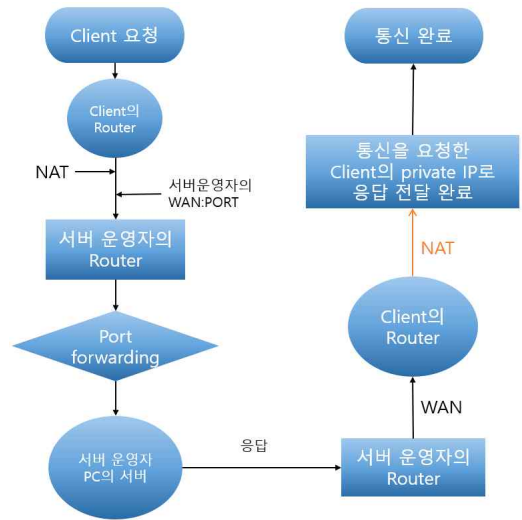 Client 요청
Client의
Router
NAT
서버운영자의
WAN:PORT
서버 운영자의
Router
Port
forwarding
서버 운영자
PC의 서버
응답
서버 운영자의
Router
WAN
Client의
Router
NAT
통신을 요청한
Client의 private IP로
응답 전달 완료
통신 완료